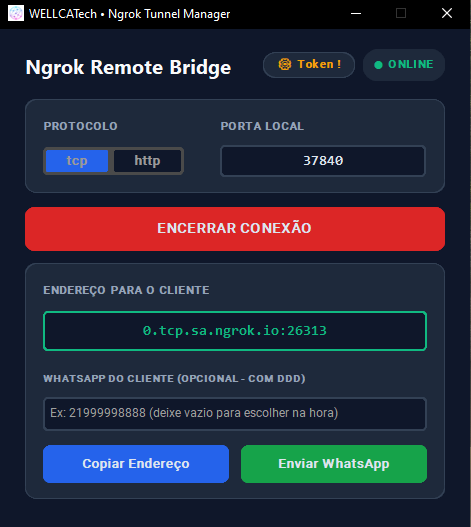 WELLCATech • Ngrok Tunnel Manager
Ngrok Remote Bridge
Token !
ONLINE
PROTOCOLO
PORTA LOCAL
tcp
http
37840
ENCERRAR CONEXÃO
ENDEREÇO PARA O CLIENTE
0.tcp.sa.ngrok.io:26313
WHATSAPP DO CLIENTE (OPCIONAL - COM DDD)
Ex: 21999998888 (deixe vazio para escolher na hora)
Copiar Endereço
Enviar WhatsApp